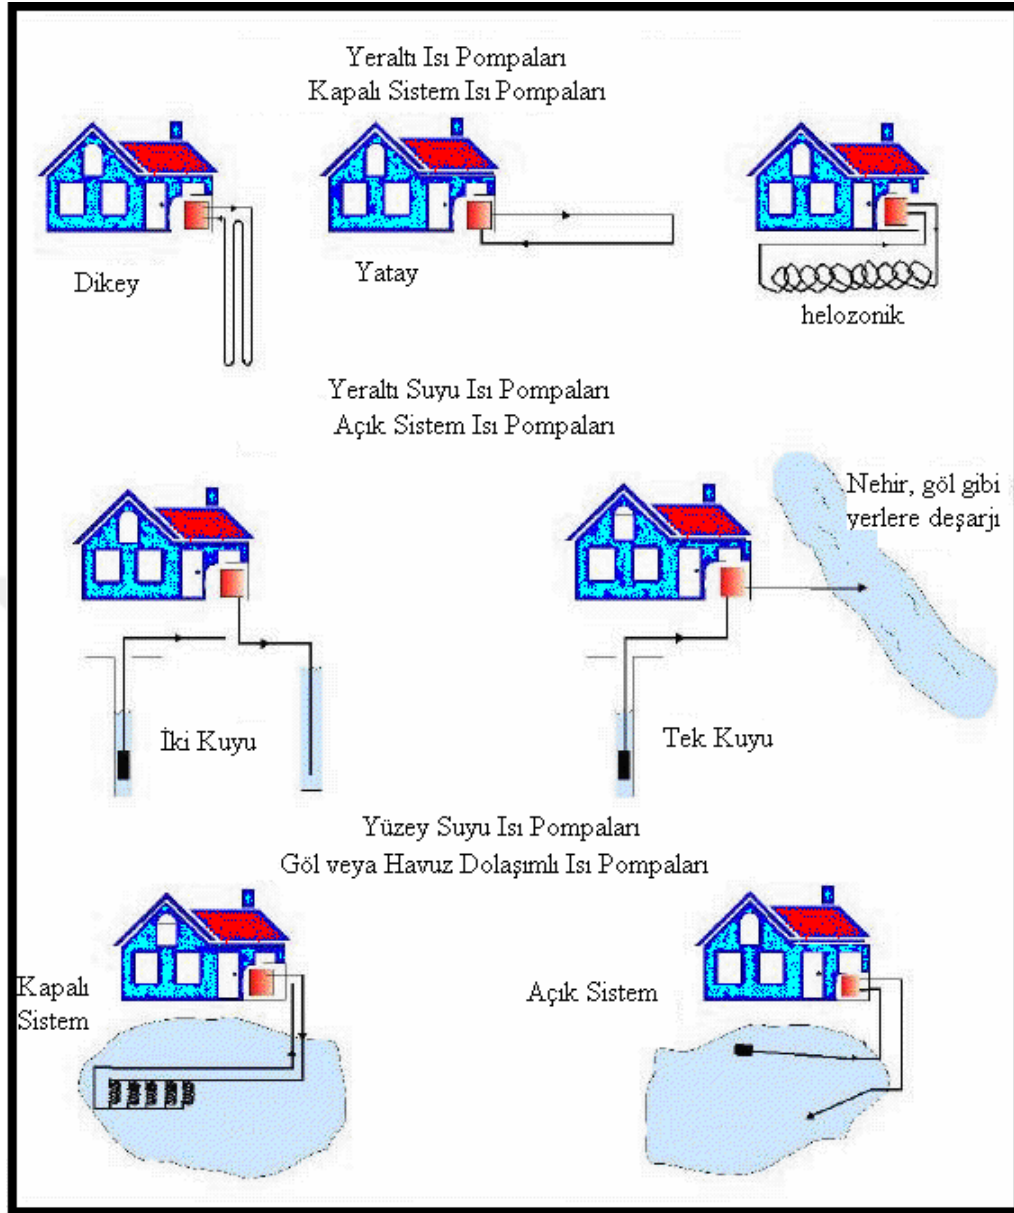 Yeraltı Isı Pompaları
Kapalı Sistem Isı Pompaları
Dikey
Yatay
helozonik
Yeraltı Suyu Isı Pompaları
Açık Sistem Isı Pompaları
Nehir, göl gibi
yerlere deşarjı
İki Kuyu
Tek Kuyu
Yüzey Suyu Isı Pompaları
Göl veya Havuz Dolaşımlı Isı Pompaları
Kapalı
Sistem
Açık Sistem